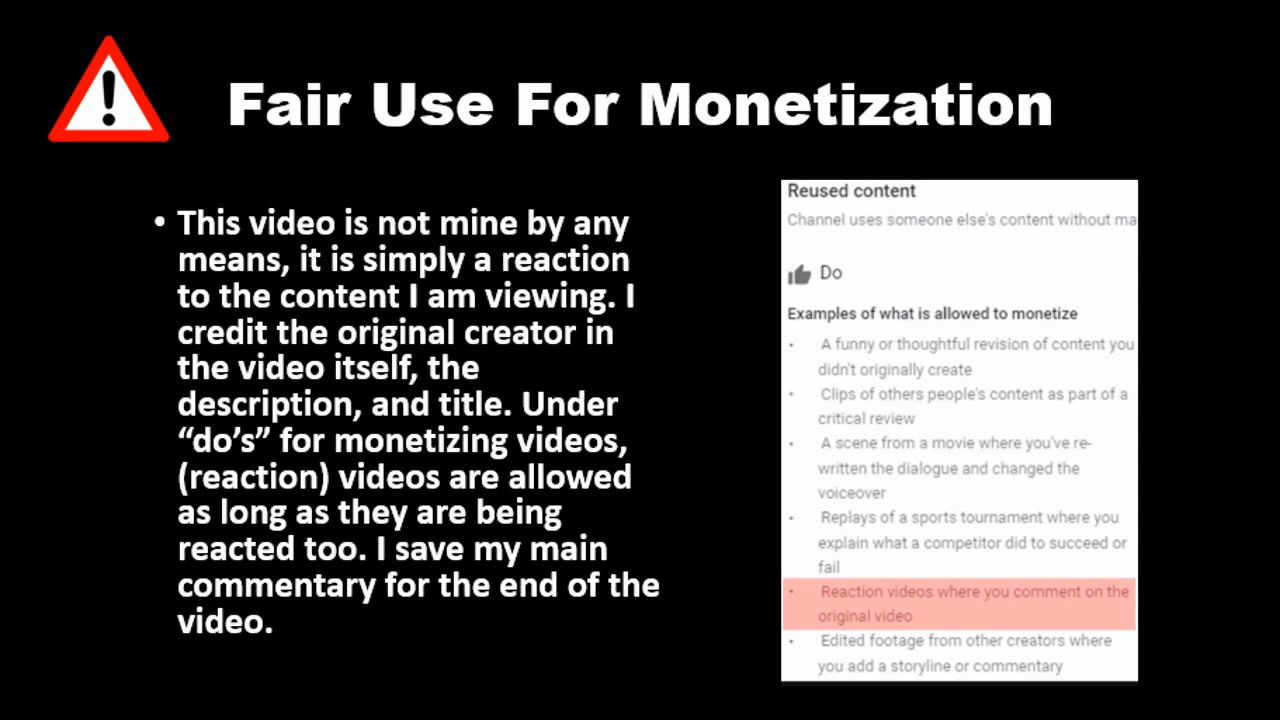 Fair Use For Monetization
• This video is not mine by any
means, it is simply a reaction
to the content I am viewing. I
credit the original creator in
the video itself, the
description, and title. Under
“do’s” for monetizing videos,
(reaction) videos are allowed
as long as they are being
reacted too. I save my main
commentary for the end of the
video.
Reused content
Channel uses someone else's content without ma
Do
Examples of what is allowed to monetize
• A funny or thoughtful revision of content you
didn't originally create
• Clips of others people's content as part of a
critical review
• A scene from a movie where you've re-
written the dialogue and changed the
voiceover
• Replays of a sports tournament where you
explain what a competitor did to succeed or
fail
• Reaction videos where you comment on the
original video
• Edited footage from other creators where
you add a storyline or commentary